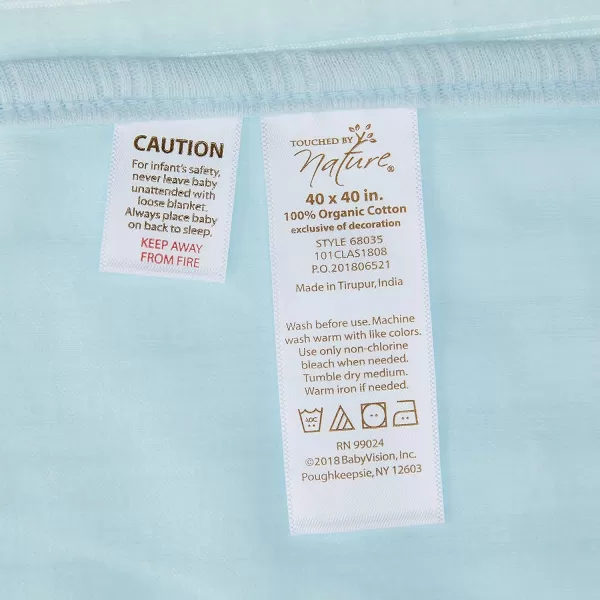 CAUTION
For infant's safety,
never leave baby
unattended with
loose blanket.
Always place baby
on back to sleep.
KEEP AWAY
FROM FIRE
TOUCHED BY
nature®
40 x 40 in.
100% Organic Cotton
exclusive of decoration
STYLE 68035
101CLAS1808
P.O.201806521
Made in Tirupur, India
Wash before use. Machine
wash warm with like colors.
Use only non-chlorine
bleach when needed.
Tumble dry medium.
Warm iron if needed.
RN 99024
©2018 BabyVision, Inc.
Poughkeepsie, NY 12603